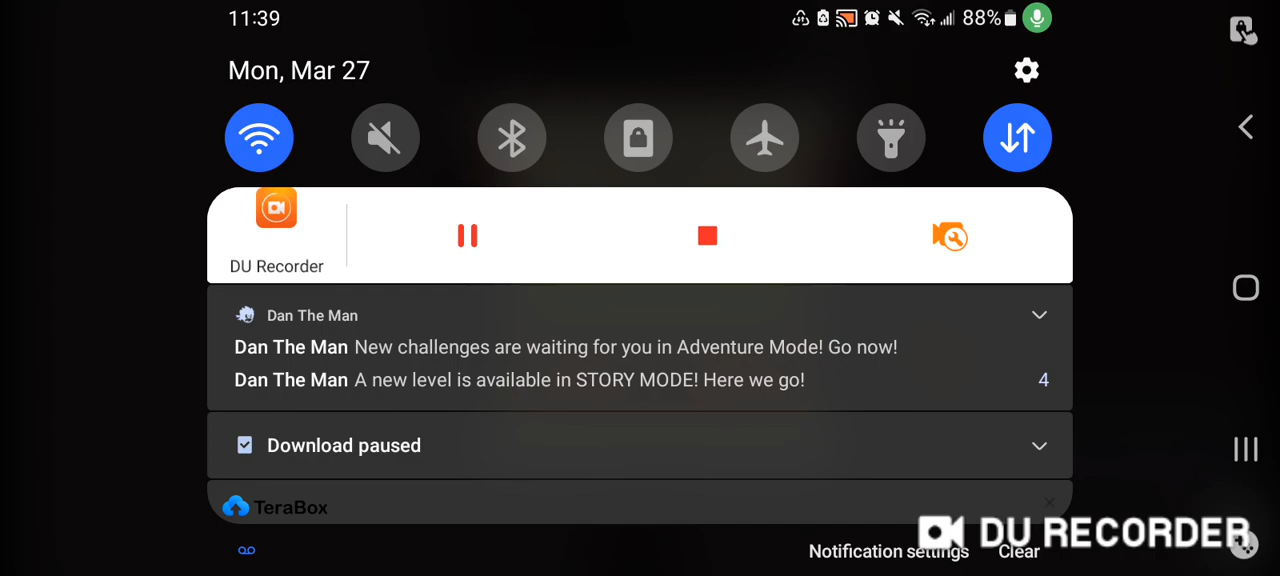 11:39
88%
Mon, Mar 27
DU Recorder
Dan The Man
Dan The Man New challenges are waiting for you in Adventure Mode! Go now!
Dan The Man A new level is available in STORY MODE! Here we go!
4
Download paused
TeraBox
Notification settings
Clear
DU RECORDER